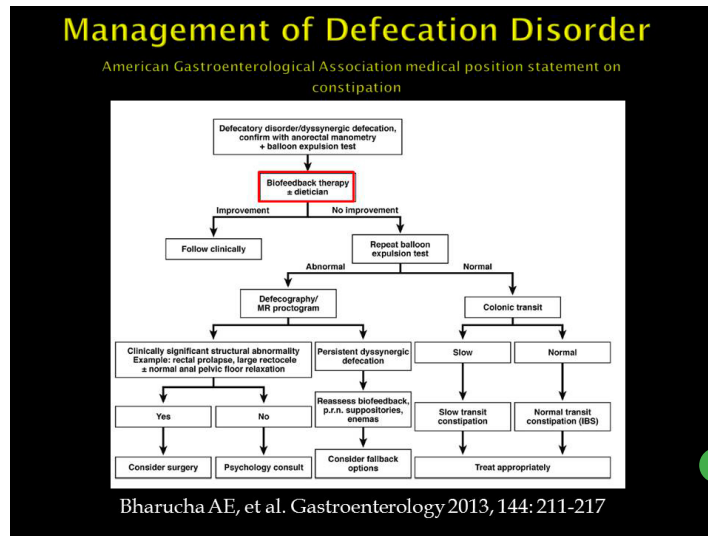 Management of Defecation Disorder
American Gastroenterological Association medical position statement on
constipation
Defecatory disorder/dyssynergic defecation,
confirm with anorectal manometry
+ balloon expulsion test
Biofeedback therapy
± dietician
Improvement
No improvement
Follow clinically
Repeat balloon
expulsion test
Abnormal
Normal
Defecography/
MR proctogram
Colonic transit
Clinically significant structural abnormality
Example: rectal prolapse, large rectocele
± normal anal pelvic floor relaxation
Persistent dyssynergic
defecation
Slow
Normal
Yes
No
Reassess biofeedback,
p.r.n. suppositories,
enemas
Slow transit
constipation
Normal transit
constipation (IBS)
Consider surgery
Psychology consult
Consider fallback
options
Treat appropriately
Bharucha AE, et al. Gastroenterology 2013, 144: 211-217